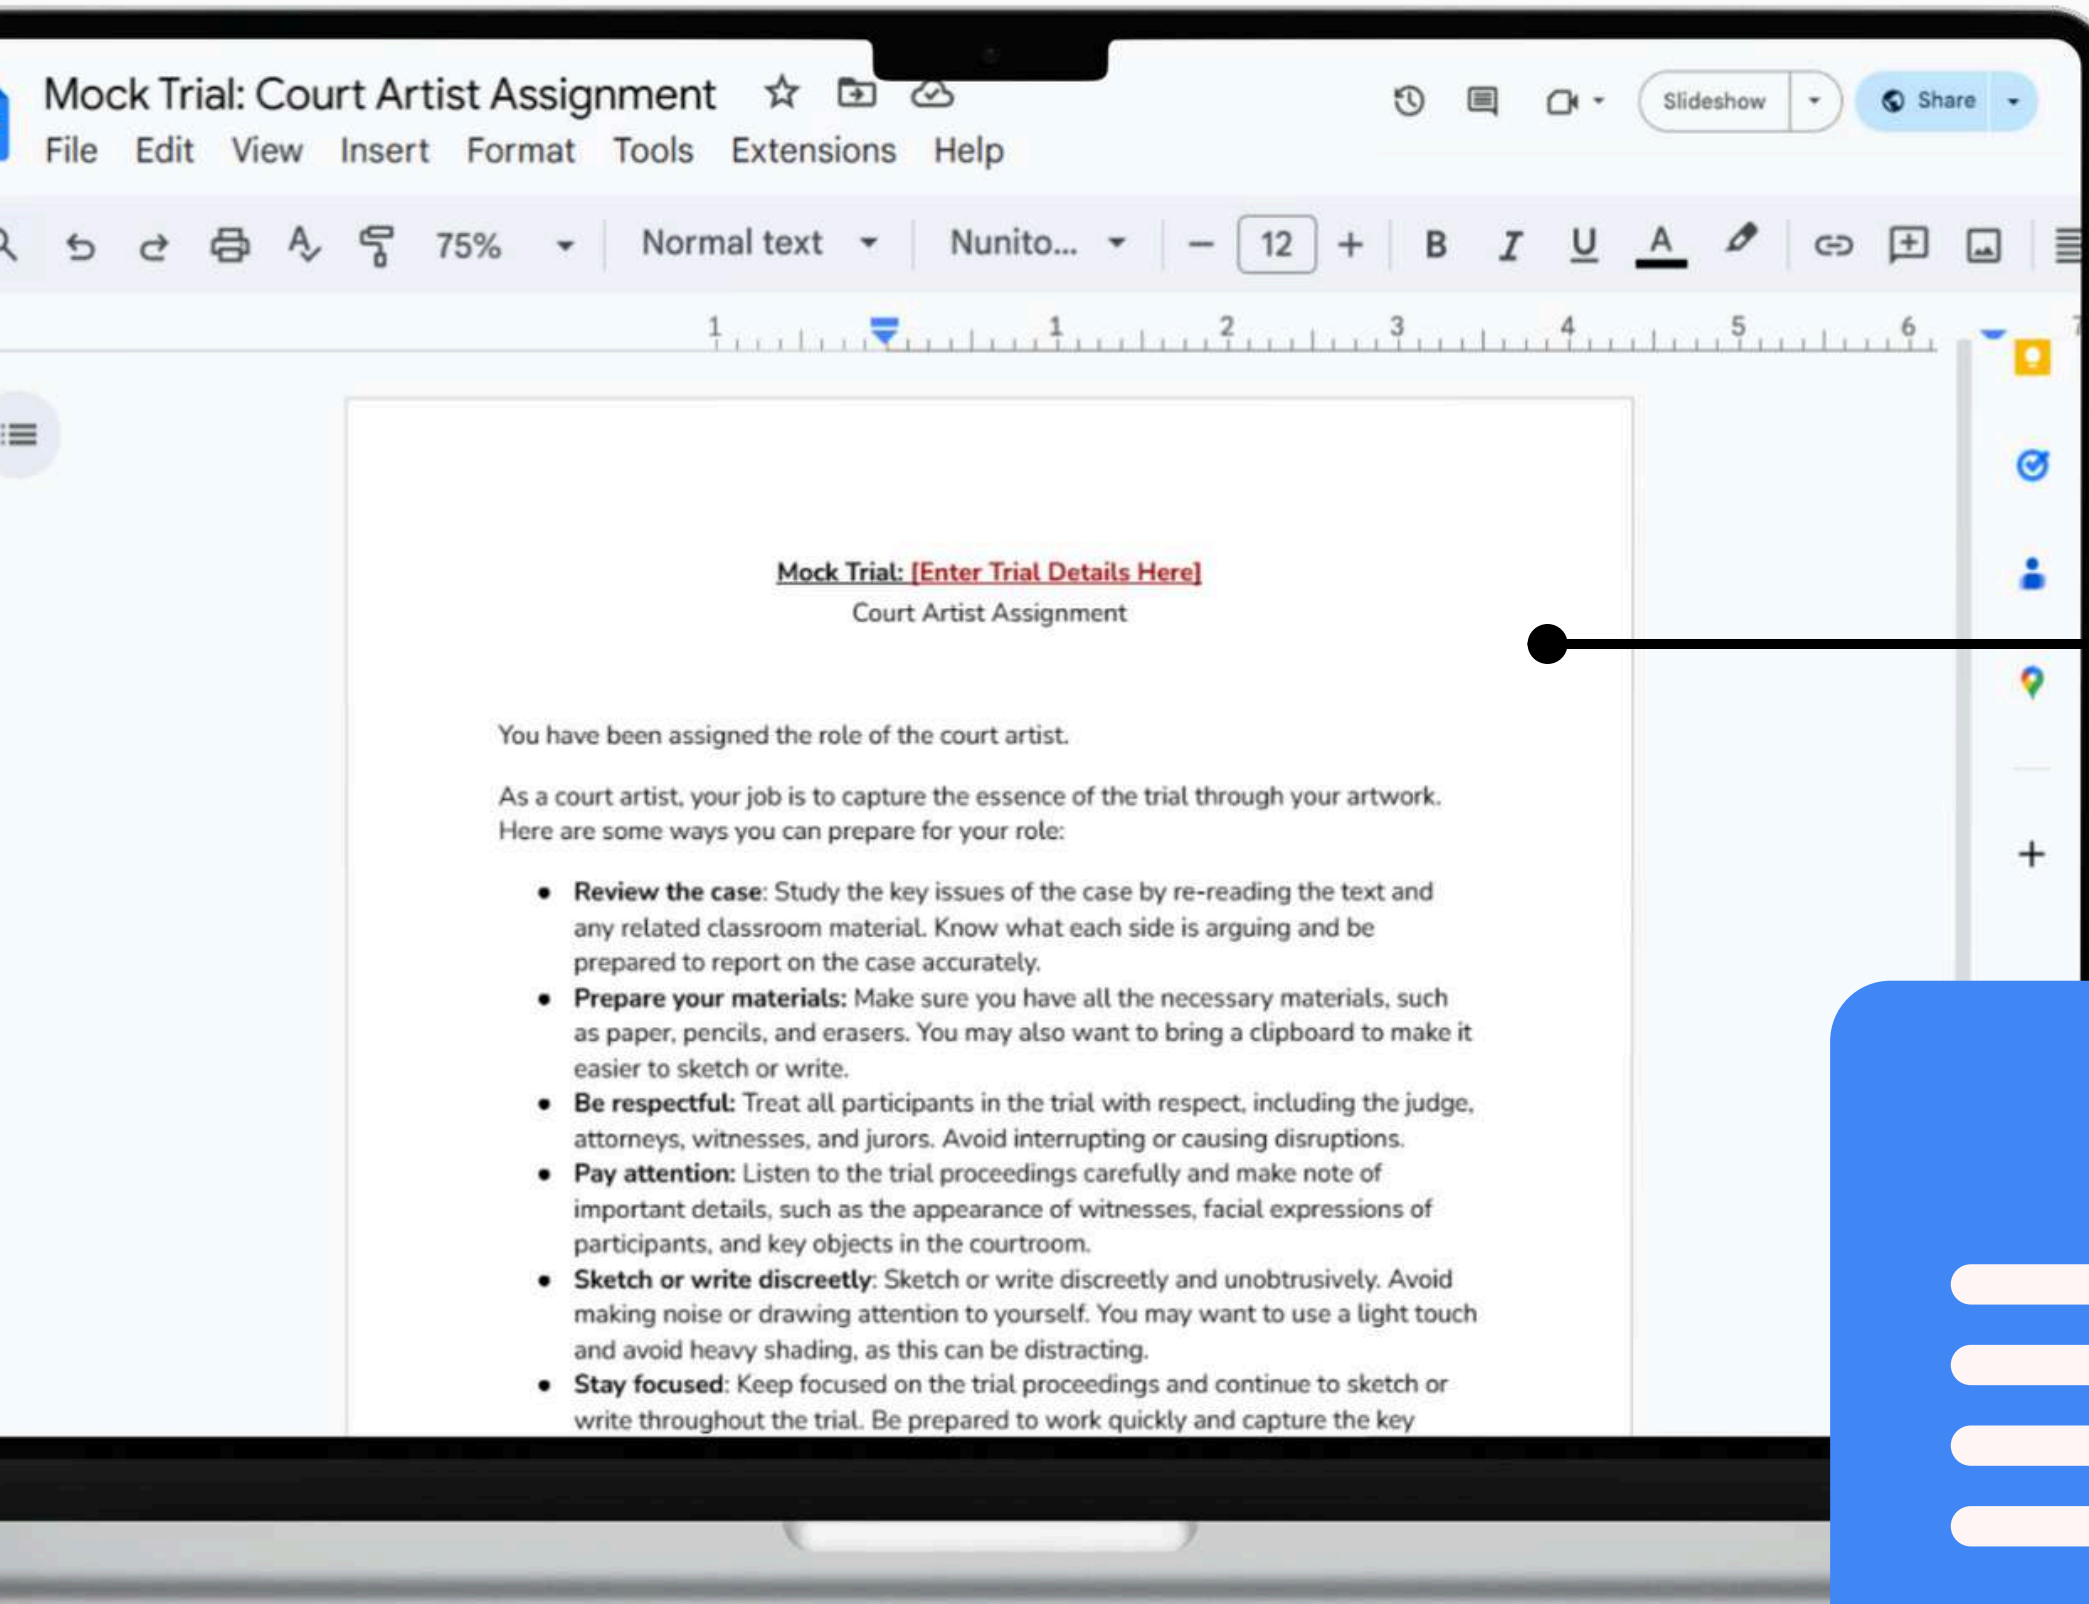 Mock Trial: Court Artist Assignment
Slideshow
Share
File Edit View Insert Format Tools Extensions Help
75%
Normal text
Nunito...
12
B I U A
1 1 2 3 4 5 6 7
Mock Trial: [Enter Trial Details Here]
Court Artist Assignment
You have been assigned the role of the court artist.
As a court artist, your job is to capture the essence of the trial through your artwork.
Here are some ways you can prepare for your role:
● Review the case: Study the key issues of the case by re-reading the text and
any related classroom material. Know what each side is arguing and be
prepared to report on the case accurately.
● Prepare your materials: Make sure you have all the necessary materials, such
as paper, pencils, and erasers. You may also want to bring a clipboard to make it
easier to sketch or write.
● Be respectful: Treat all participants in the trial with respect, including the judge,
attorneys, witnesses, and jurors. Avoid interrupting or causing disruptions.
● Pay attention: Listen to the trial proceedings carefully and make note of
important details, such as the appearance of witnesses, facial expressions of
participants, and key objects in the courtroom.
● Sketch or write discreetly: Sketch or write discreetly and unobtrusively. Avoid
making noise or drawing attention to yourself. You may want to use a light touch
and avoid heavy shading, as this can be distracting.
● Stay focused: Keep focused on the trial proceedings and continue to sketch or
write throughout the trial. Be prepared to work quickly and capture the key